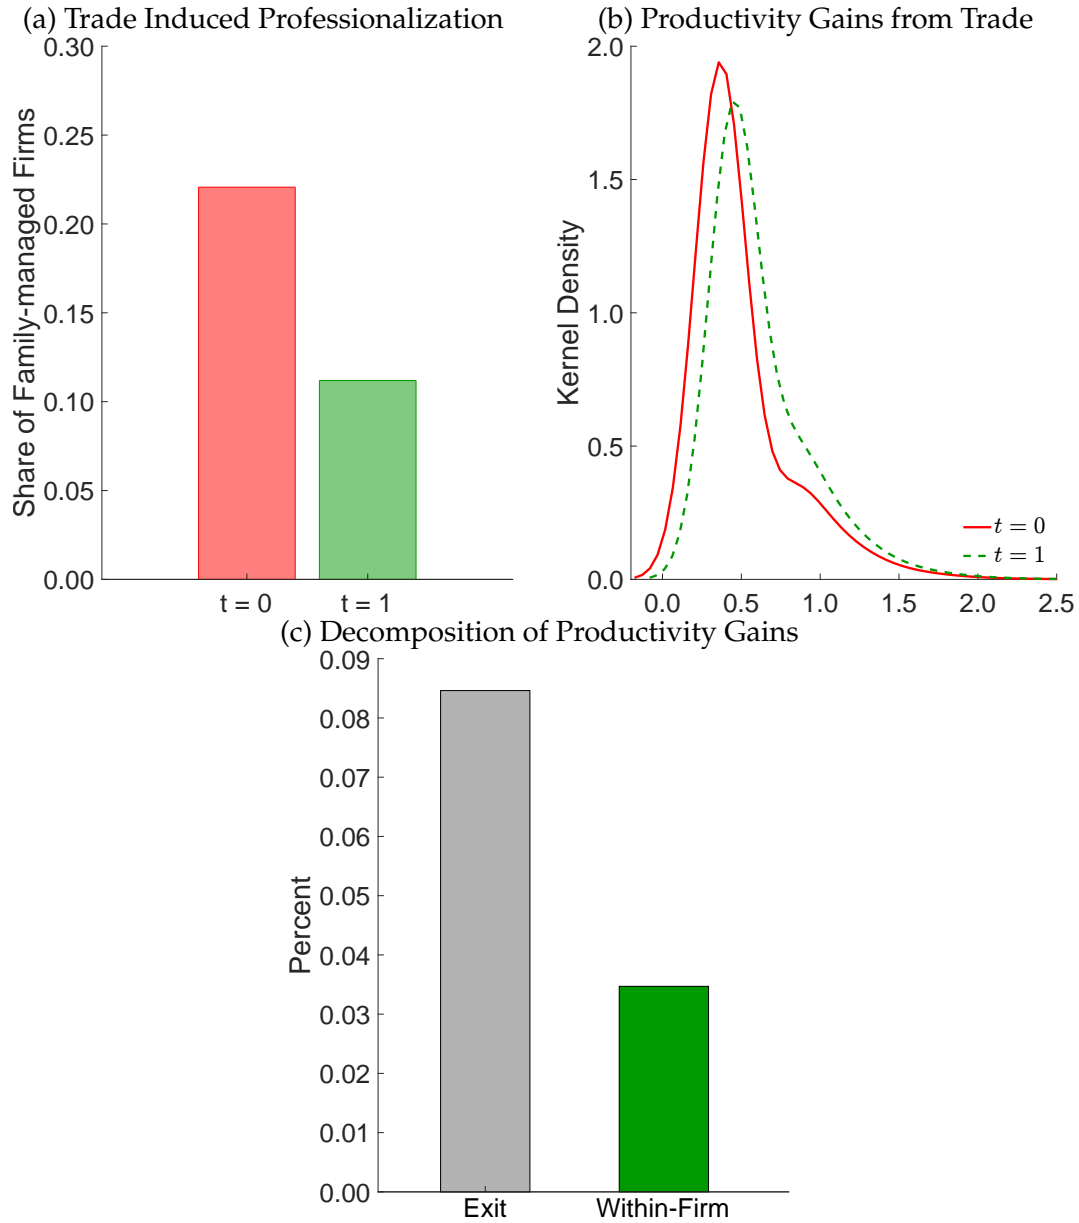 (a) Trade Induced Professionalization
Share of Family-managed Firms
0.30
0.25
0.20
0.15
0.10
0.05
0.00
t = 0
t = 1
(b) Productivity Gains from Trade
Kernel Density
2.0
1.5
1.0
0.5
0.0
0.0
0.5
1.0
1.5
2.0
2.5
t = 0
t = 1
(c) Decomposition of Productivity Gains
Percent
0.09
0.08
0.07
0.06
0.05
0.04
0.03
0.02
0.01
0.00
Exit
Within-Firm